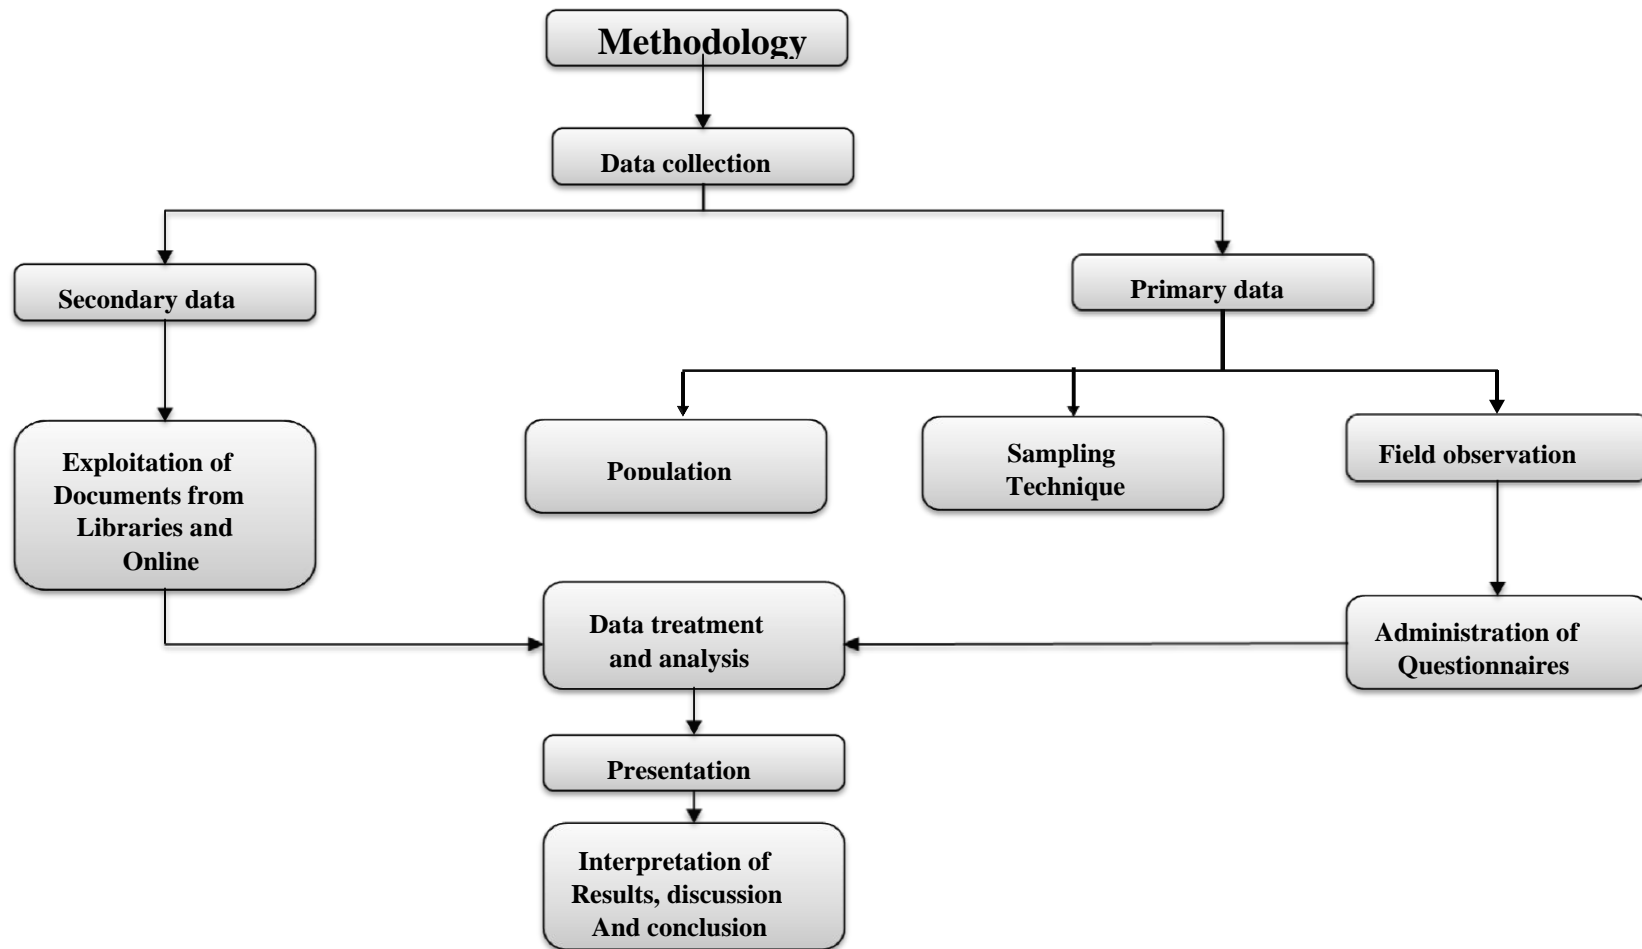 Methodology
Data collection
Secondary data
Primary data
Exploitation of
Documents from
Libraries and
Online
Population
Sampling
Technique
Field observation
Data treatment
and analysis
Administration of
Questionnaires
Presentation
Interpretation of
Results, discussion
And conclusion